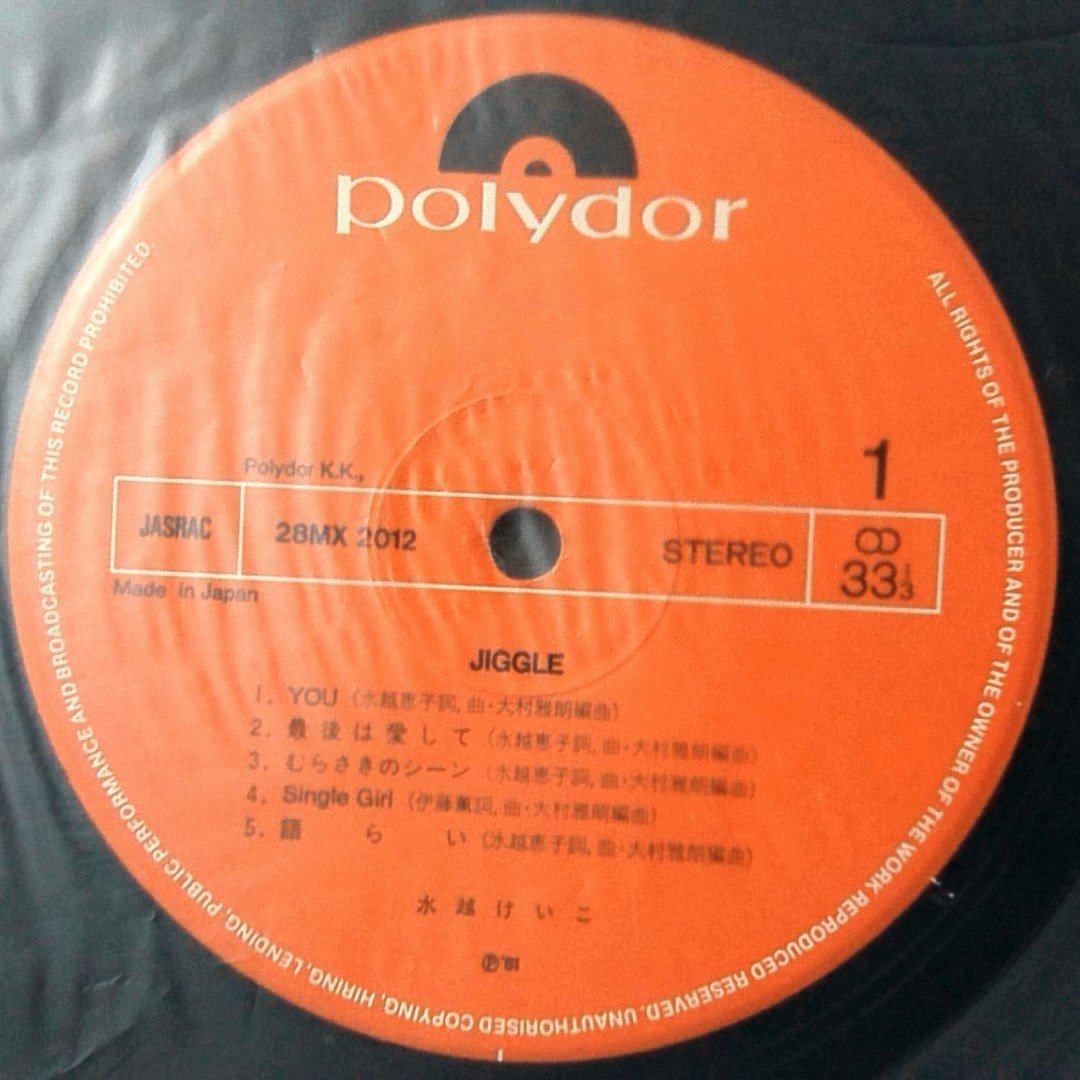 polydor
ALL RIGHTS OF THE PRODUCER AND OF THE OWNER OF THE WORK REPRODUCED RESERVED. UNAUTHORISED COPYING, HIRING, LENDING, PUBLIC PERFORMANCE AND BROADCASTING OF THIS RECORD PROHIBITED.
1
Polydor K.K.,
JASRAC 28MX 2012 STEREO 33⅓
Made in Japan
JIGGLE
1. YOU (水越恵子詞, 曲・大村雅朗編曲)
2. 最後は愛して (水越恵子詞, 曲・大村雅朗編曲)
3. むらさきのシーン (水越恵子詞, 曲・大村雅朗編曲)
4. Single Girl (伊藤薫詞, 曲・大村雅朗編曲)
5. 語らい (水越恵子詞, 曲・大村雅朗編曲)
水越けいこ